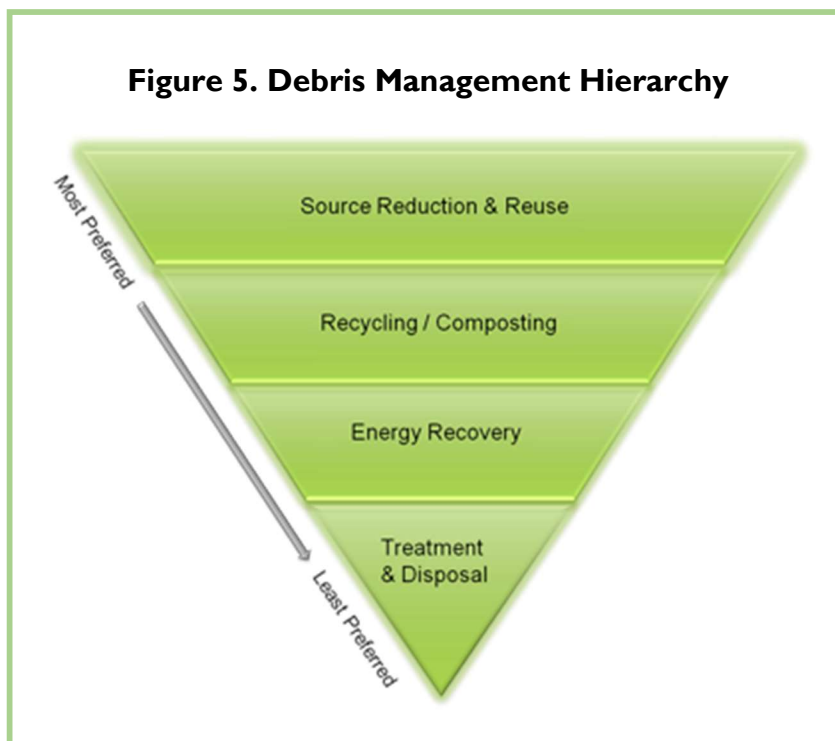 Figure 5. Debris Management Hierarchy
Most Preferred
Source Reduction & Reuse
Recycling / Composting
Energy Recovery
Treatment
& Disposal
Least Preferred